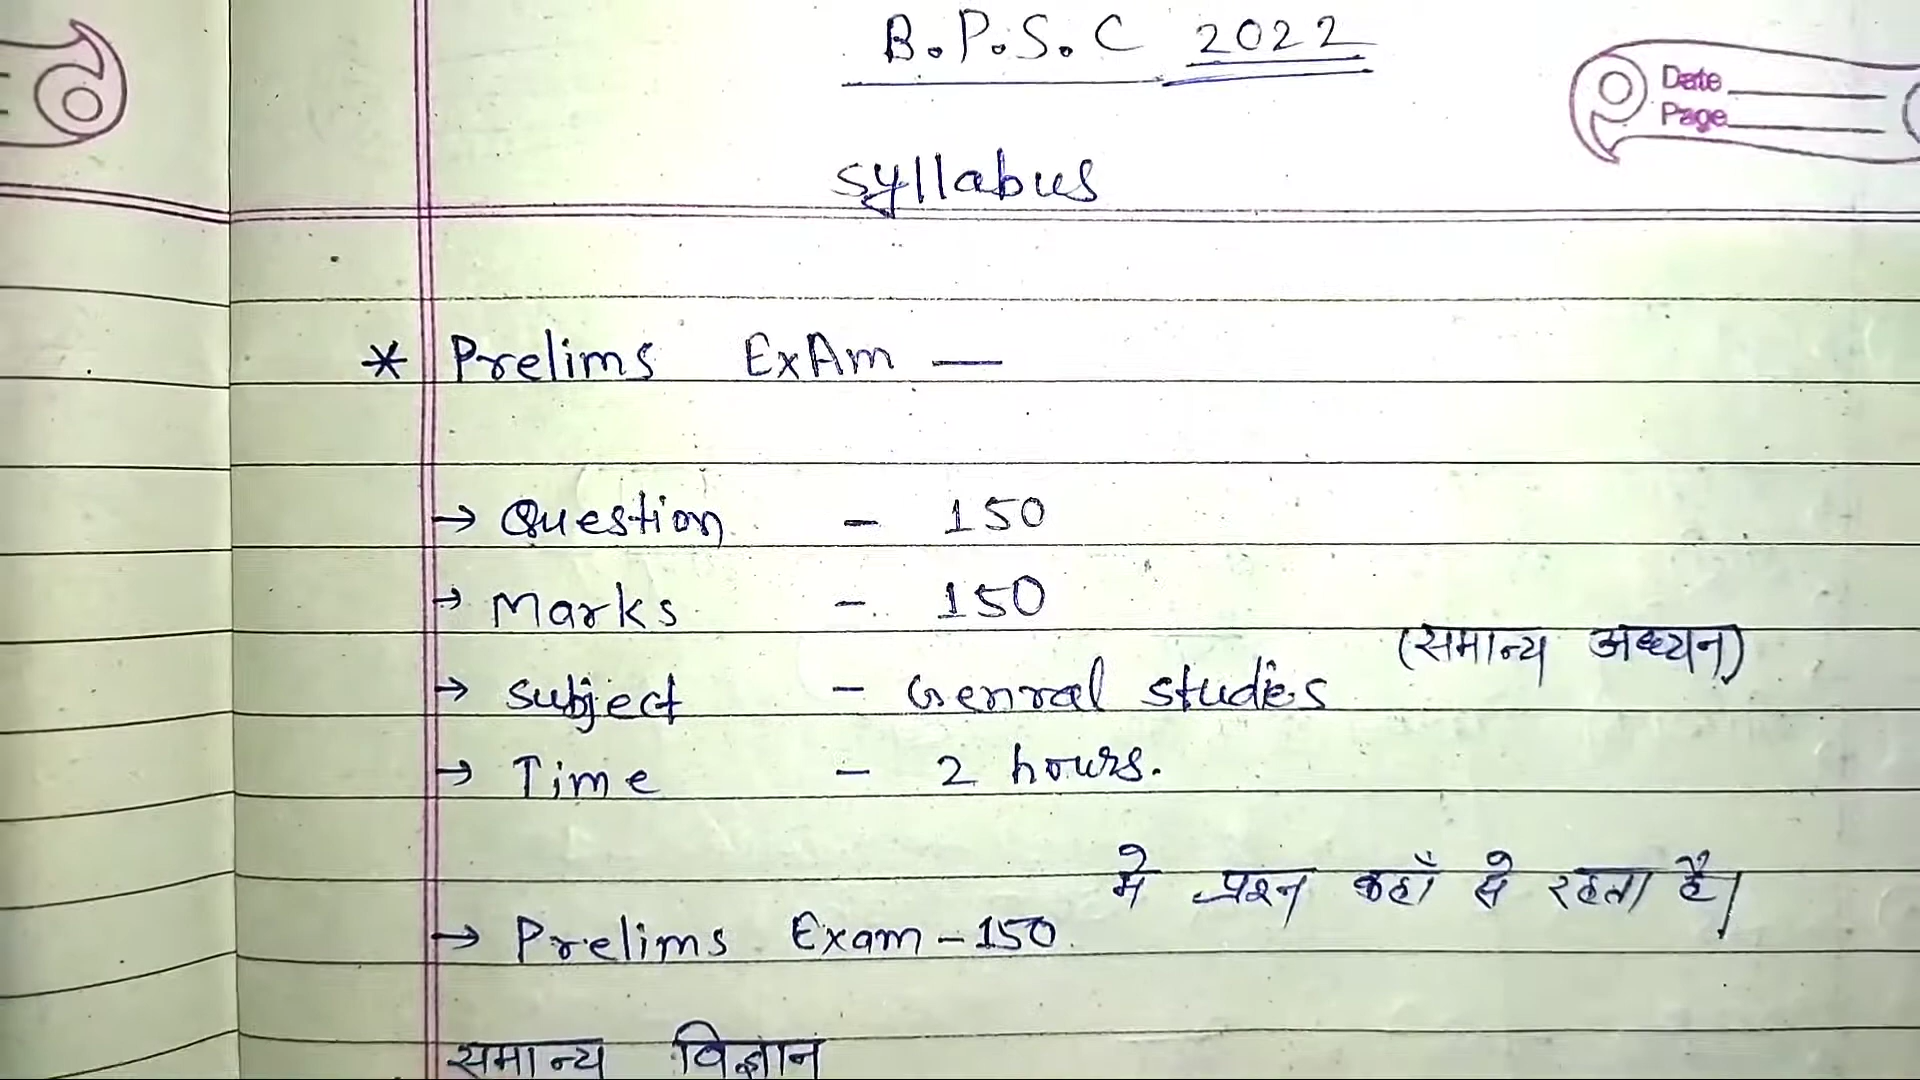 B.P.S.C 2022
Date
Page
syllabus
* Prelims ExAm —
→ Question - 150
→ Marks - 150
→ subject - Genral studies (समान्य अध्यन)
→ Time - 2 hours.
→ Prelims Exam - 150 में प्रश्न कहाँ से रहता है।
समान्य विज्ञान